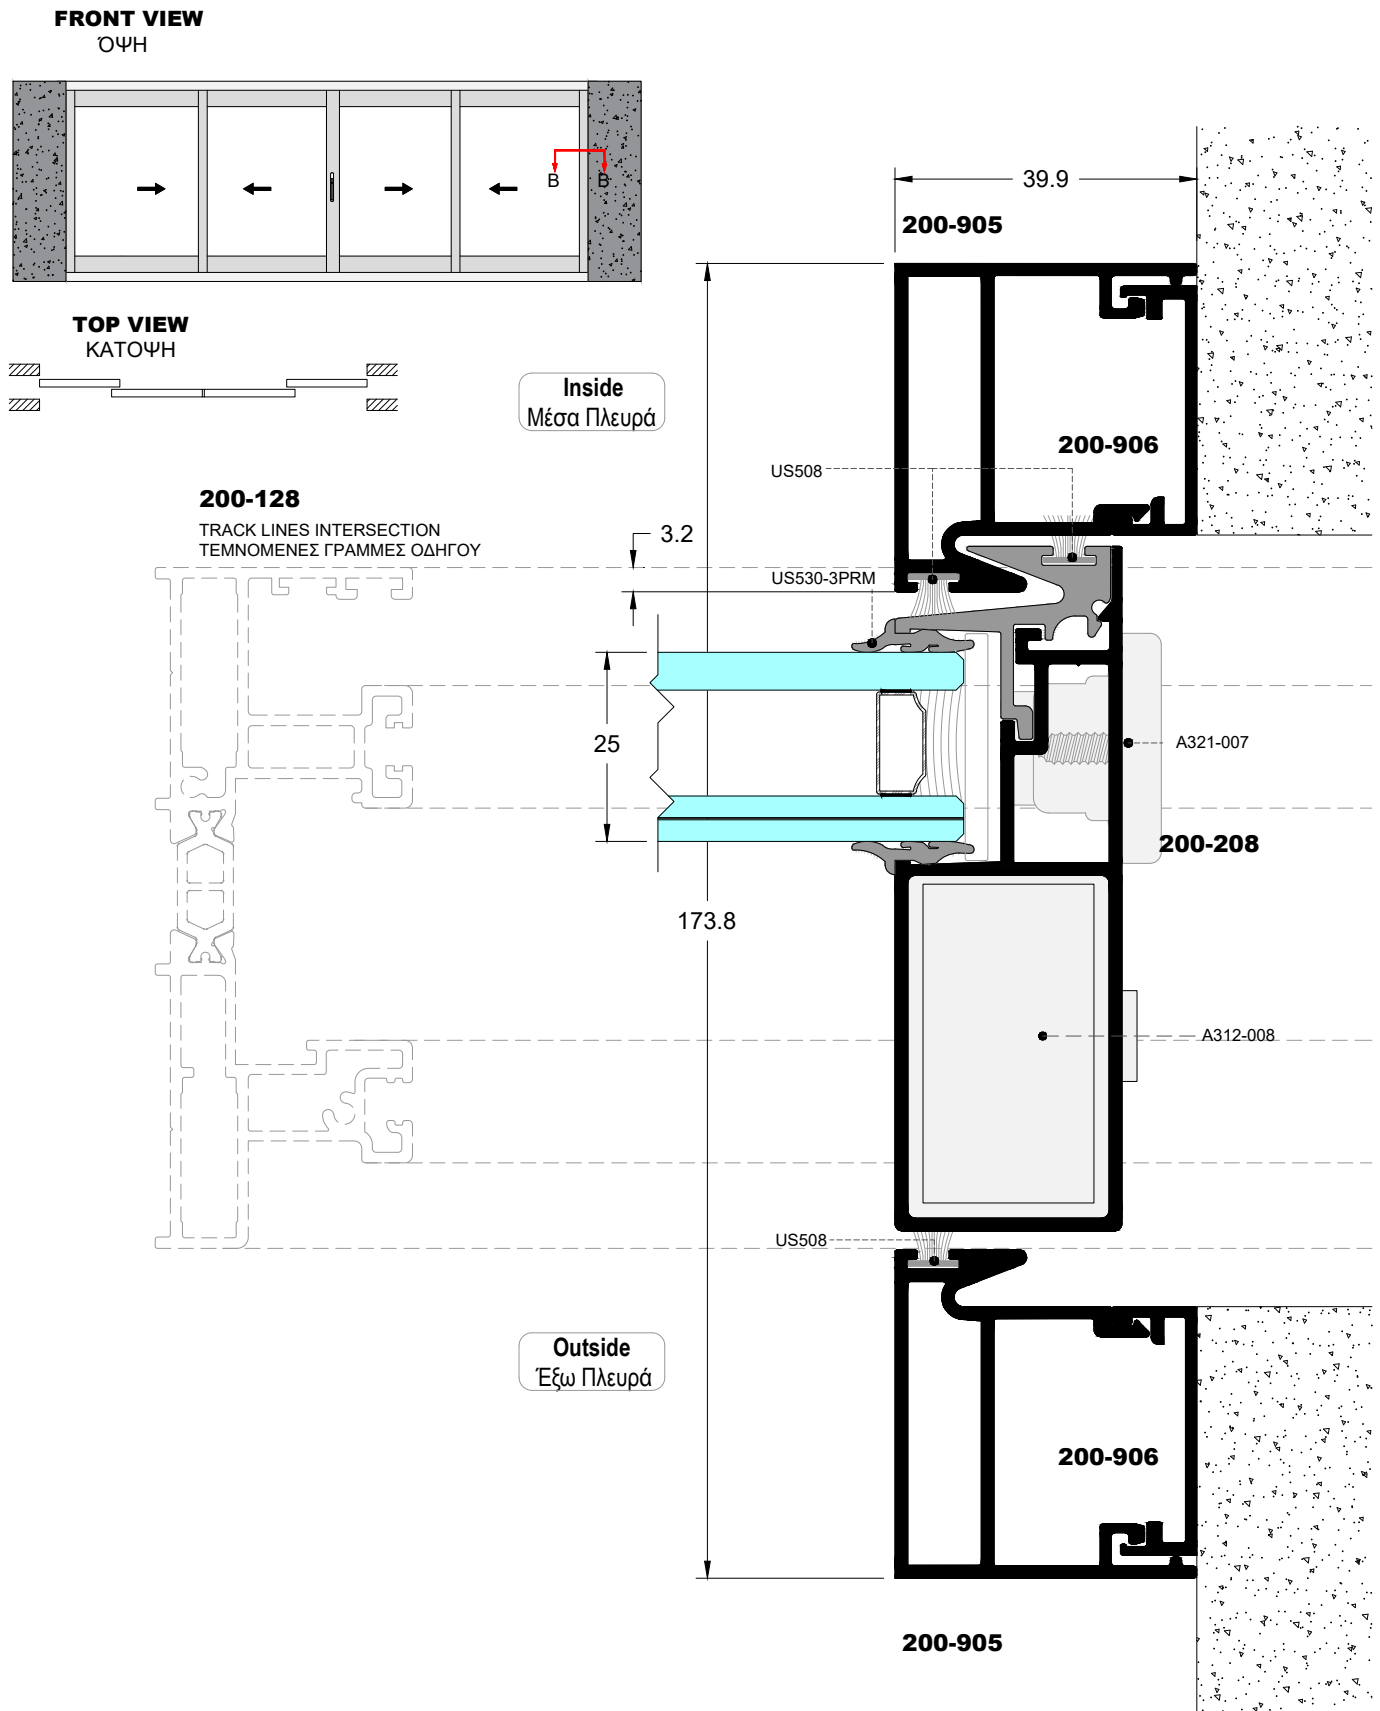 FRONT VIEW
ΌΨΗ
B
B
TOP VIEW
ΚΑΤΟΨΗ
Inside
Μέσα Πλευρά
39.9
200-905
200-906
US508
200-128
TRACK LINES INTERSECTION
ΤΕΜΝΟΜΕΝΕΣ ΓΡΑΜΜΕΣ ΟΔΗΓΟΥ
3.2
US530-3PRM
25
A321-007
200-208
173.8
A312-008
US508
Outside
Έξω Πλευρά
200-906
200-905